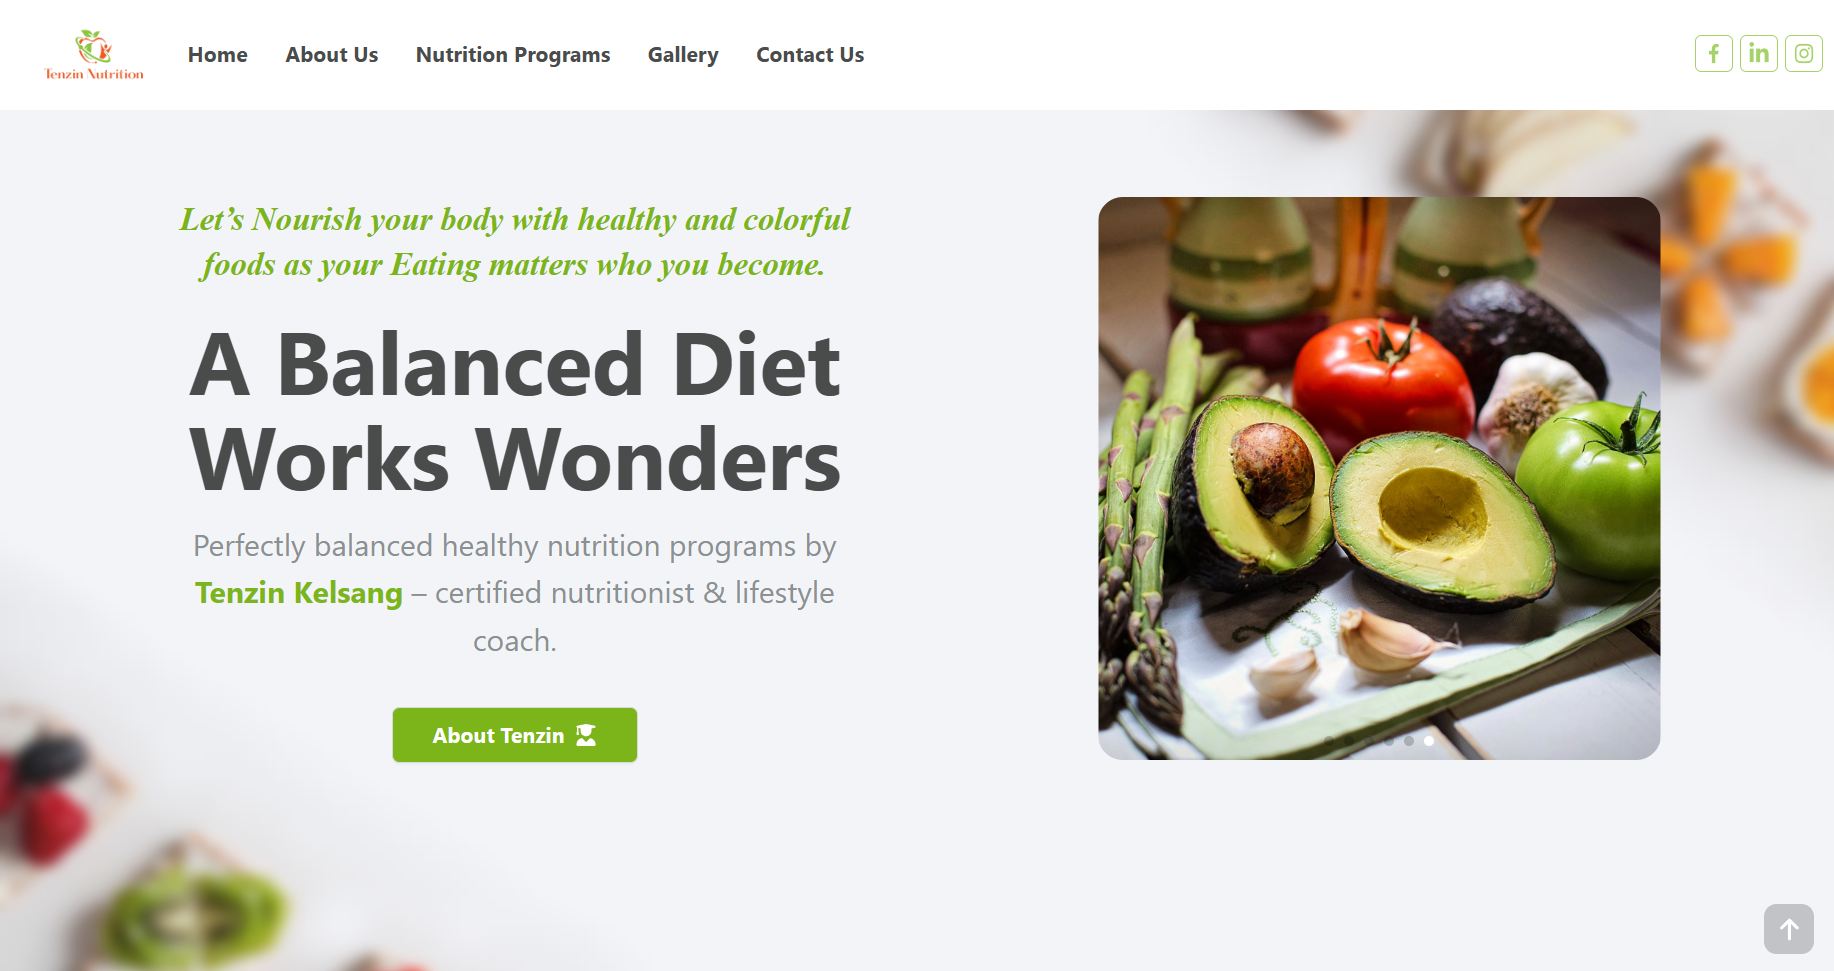 Tenzin Nutrition
Home About Us Nutrition Programs Gallery Contact Us
Let’s Nourish your body with healthy and colorful
foods as your Eating matters who you become.
A Balanced Diet
Works Wonders
Perfectly balanced healthy nutrition programs by
Tenzin Kelsang – certified nutritionist & lifestyle
coach.
About Tenzin